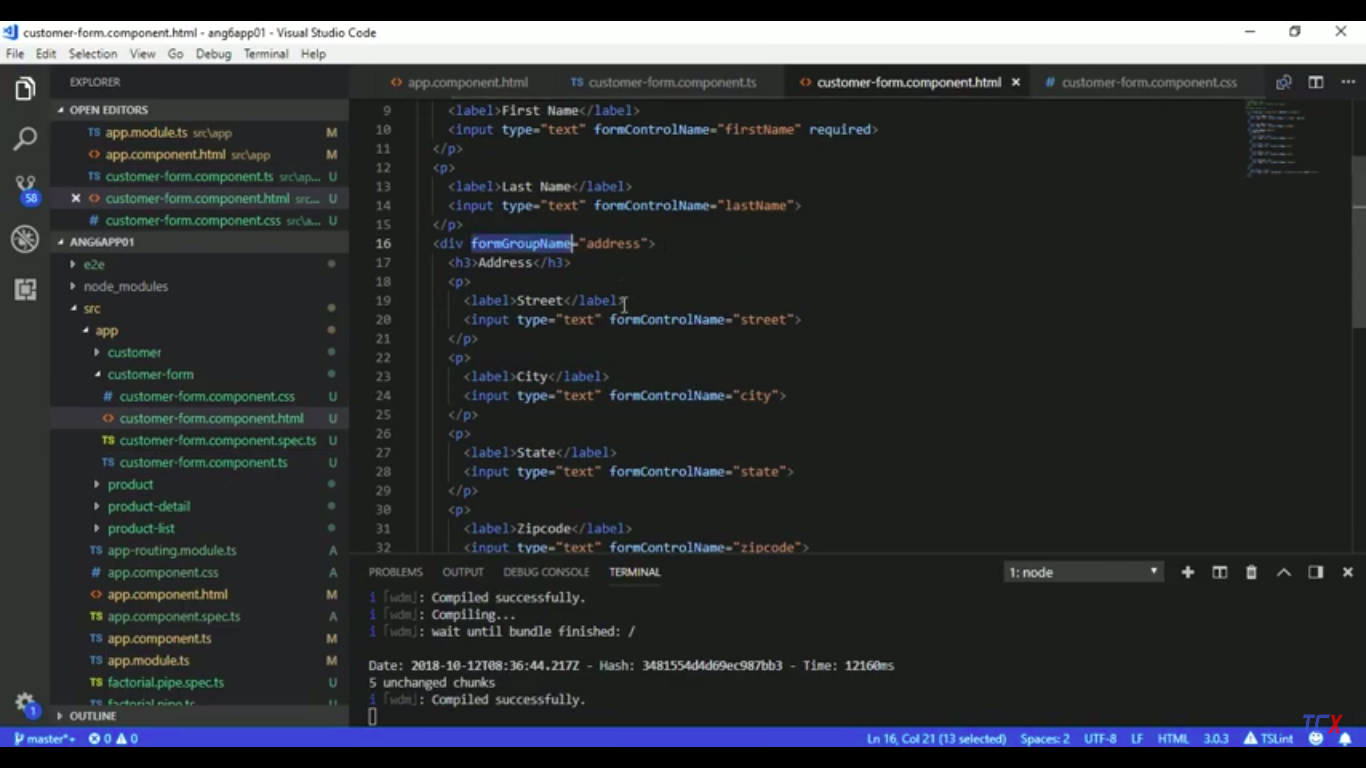 customer-form.component.html - ang6app01 - Visual Studio Code
File Edit Selection View Go Debug Terminal Help
EXPLORER
OPEN EDITORS
TS app.module.ts src\app M
<> app.component.html src\app M
TS customer-form.component.ts src\ap... U
× <> customer-form.component.html src... U
# customer-form.component.css src\a... U
ANG6APP01
e2e
node_modules
src
app
customer
customer-form
# customer-form.component.css U
<> customer-form.component.html U
TS customer-form.component.spec.ts U
TS customer-form.component.ts U
product
product-detail
product-list
TS app-routing.module.ts A
# app.component.css A
<> app.component.html M
TS app.component.spec.ts A
TS app.component.ts M
TS app.module.ts M
TS factorial.pipe.spec.ts U
TS factorial.pipe.ts U
OUTLINE
58
1
<> app.component.html TS customer-form.component.ts <> customer-form.component.html × # customer-form.component.css ...
9 <label>First Name</label>
10 <input type="text" formControlName="firstName" required>
11 </p>
12 <p>
13 <label>Last Name</label>
14 <input type="text" formControlName="lastName">
15 </p>
16 <div formGroupName="address">
17 <h3>Address</h3>
18 <p>
19 <label>Street</label>
20 <input type="text" formControlName="street">
21 </p>
22 <p>
23 <label>City</label>
24 <input type="text" formControlName="city">
25 </p>
26 <p>
27 <label>State</label>
28 <input type="text" formControlName="state">
29 </p>
30 <p>
31 <label>Zipcode</label>
32 <input type="text" formControlName="zipcode">
PROBLEMS OUTPUT DEBUG CONSOLE TERMINAL 1: node
i ｢wdm｣: Compiled successfully.
i ｢wdm｣: Compiling...
i ｢wdm｣: wait until bundle finished: /
Date: 2018-10-12T08:36:44.217Z - Hash: 3481554d4d69ec987bb3 - Time: 12160ms
5 unchanged chunks
i ｢wdm｣: Compiled successfully.
TCX
master*+ 0 0 Ln 16, Col 21 (13 selected) Spaces: 2 UTF-8 LF HTML 3.0.3 TSLint